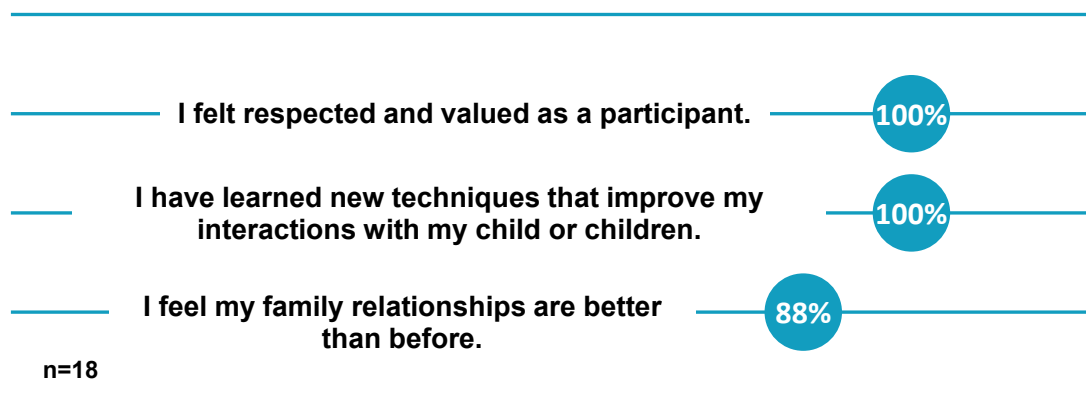 I felt respected and valued as a participant.
100%
I have learned new techniques that improve my
interactions with my child or children.
100%
I feel my family relationships are better
than before.
88%
n=18